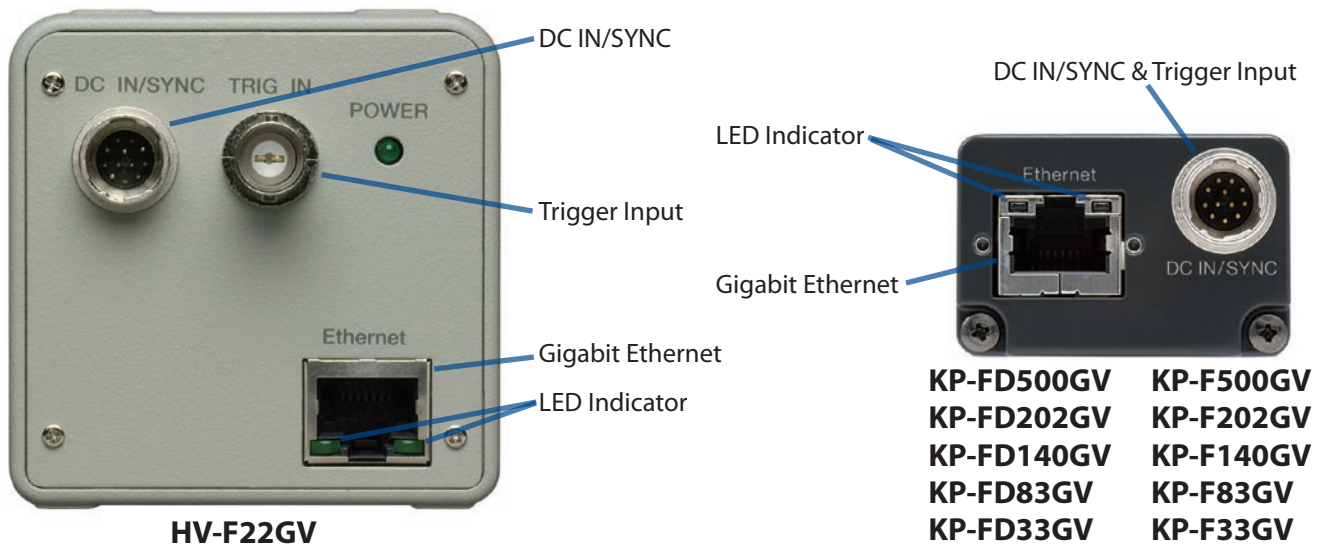 DC IN/SYNC
DC IN/SYNC TRIG IN
POWER
Trigger Input
Ethernet
Gigabit Ethernet
LED Indicator
HV-F22GV
DC IN/SYNC & Trigger Input
LED Indicator
Ethernet
Gigabit Ethernet
DC IN/SYNC
KP-FD500GV KP-F500GV
KP-FD202GV KP-F202GV
KP-FD140GV KP-F140GV
KP-FD83GV KP-F83GV
KP-FD33GV KP-F33GV